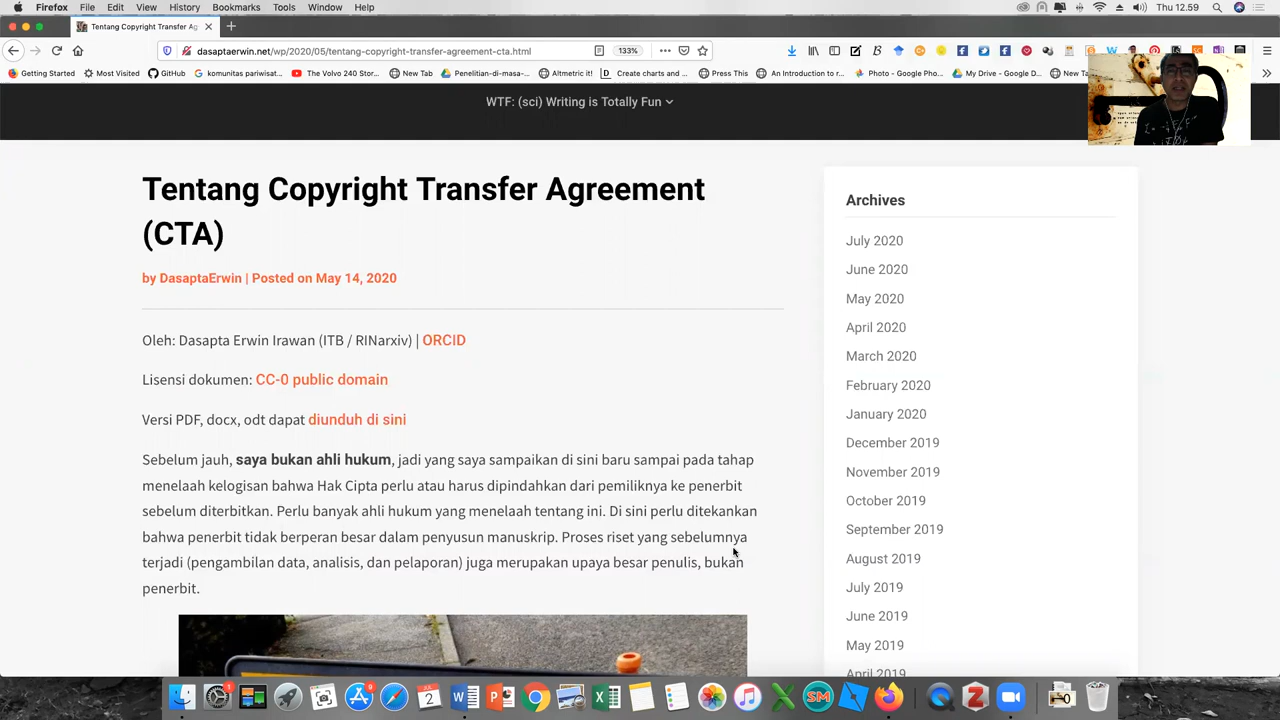 Firefox File Edit View History Bookmarks Tools Window Help
Thu 12.59
Tentang Copyright Transfer Ag
dasaptaerwin.net/wp/2020/05/tentang-copyright-transfer-agreement-cta.html
133%
Getting Started Most Visited GitHub komunitas pariwisat... The Volvo 240 Stor... New Tab Penelitian-di-masa-... Altmetric it! Create charts and ... Press This An Introduction to r... Photo - Google Pho... My Drive - Google D... New Ta
WTF: (sci) Writing is Totally Fun
Tentang Copyright Transfer Agreement
(CTA)
by DasaptaErwin | Posted on May 14, 2020
Oleh: Dasapta Erwin Irawan (ITB / RINarxiv) | ORCID
Lisensi dokumen: CC-0 public domain
Versi PDF, docx, odt dapat diunduh di sini
Sebelum jauh, saya bukan ahli hukum, jadi yang saya sampaikan di sini baru sampai pada tahap
menelaah kelogisan bahwa Hak Cipta perlu atau harus dipindahkan dari pemiliknya ke penerbit
sebelum diterbitkan. Perlu banyak ahli hukum yang menelaah tentang ini. Di sini perlu ditekankan
bahwa penerbit tidak berperan besar dalam penyusun manuskrip. Proses riset yang sebelumnya
terjadi (pengambilan data, analisis, dan pelaporan) juga merupakan upaya besar penulis, bukan
penerbit.
Archives
July 2020
June 2020
May 2020
April 2020
March 2020
February 2020
January 2020
December 2019
November 2019
October 2019
September 2019
August 2019
July 2019
June 2019
May 2019
April 2019